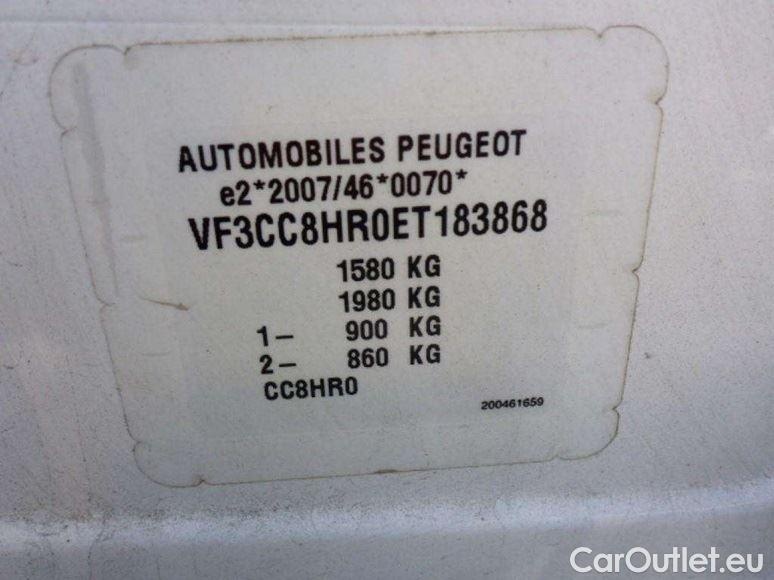 AUTOMOBILES PEUGEOT
e2*2007/46*0070*
VF3CC8HR0ET183868
1580 KG
1980 KG
1- 900 KG
2- 860 KG
CC8HR0
200461659
CarOutlet.eu